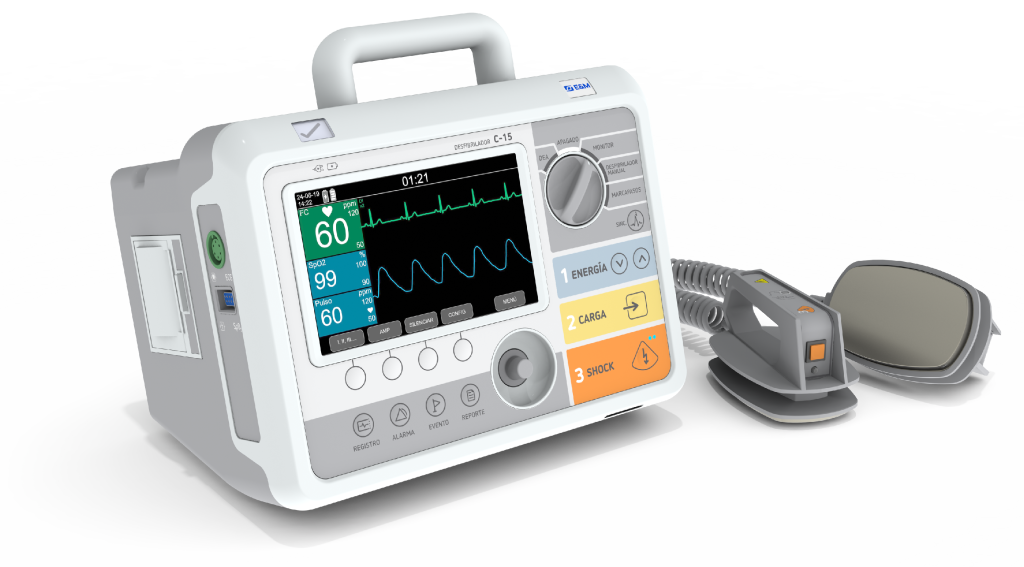 E&M
DESFIBRILADOR C-15
24-06-19
14:22
01:21
FC
ppm
120
60
50
SpO2
%
100
99
90
Pulso
ppm
120
60
50
AMP
SILENCIAR
CONFIG
MENÚ
REGISTRO
ALARMA
EVENTO
REPORTE
DEA
APAGADO
MONITOR
DESFIBRILADOR
MANUAL
MARCAPASOS
SINC.
1 ENERGÍA
2 CARGA
3 SHOCK